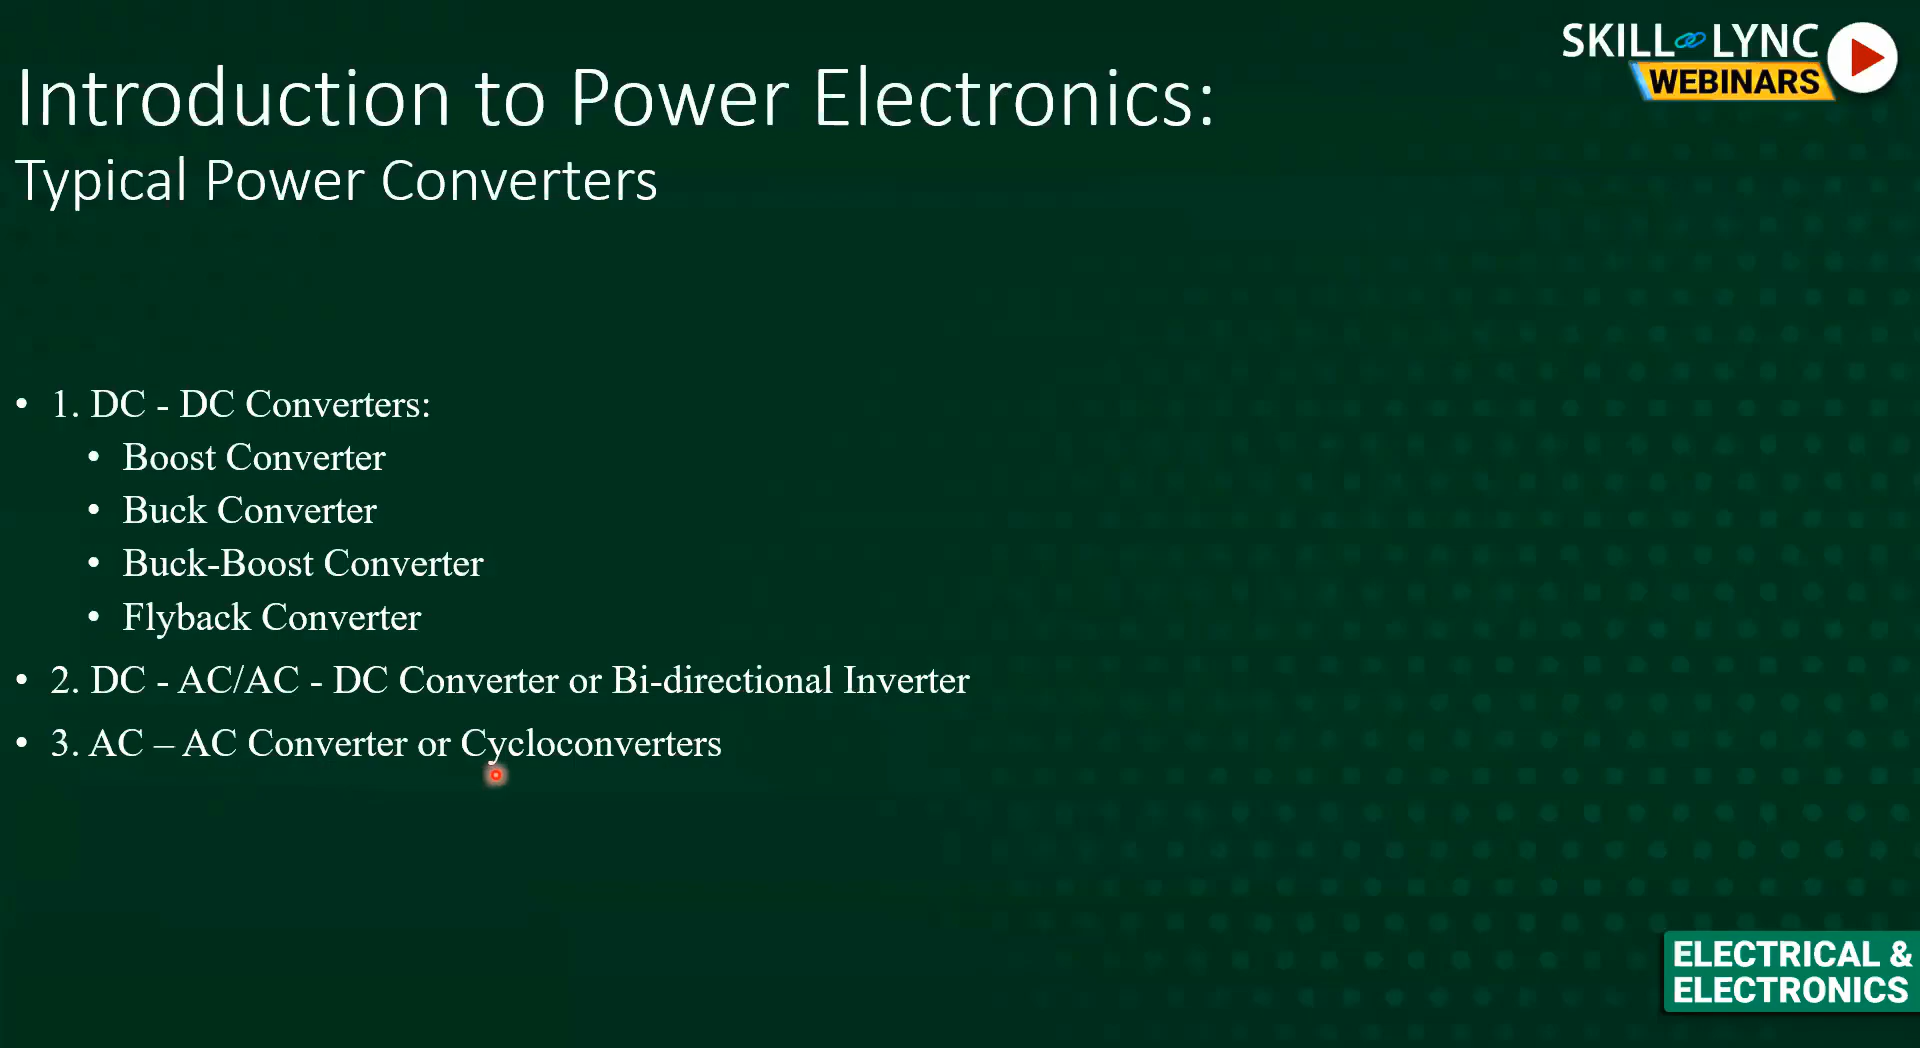 SKILL LYNC
WEBINARS
Introduction to Power Electronics:
Typical Power Converters
• 1. DC - DC Converters:
• Boost Converter
• Buck Converter
• Buck-Boost Converter
• Flyback Converter
• 2. DC - AC/AC - DC Converter or Bi-directional Inverter
• 3. AC – AC Converter or Cycloconverters
ELECTRICAL &
ELECTRONICS